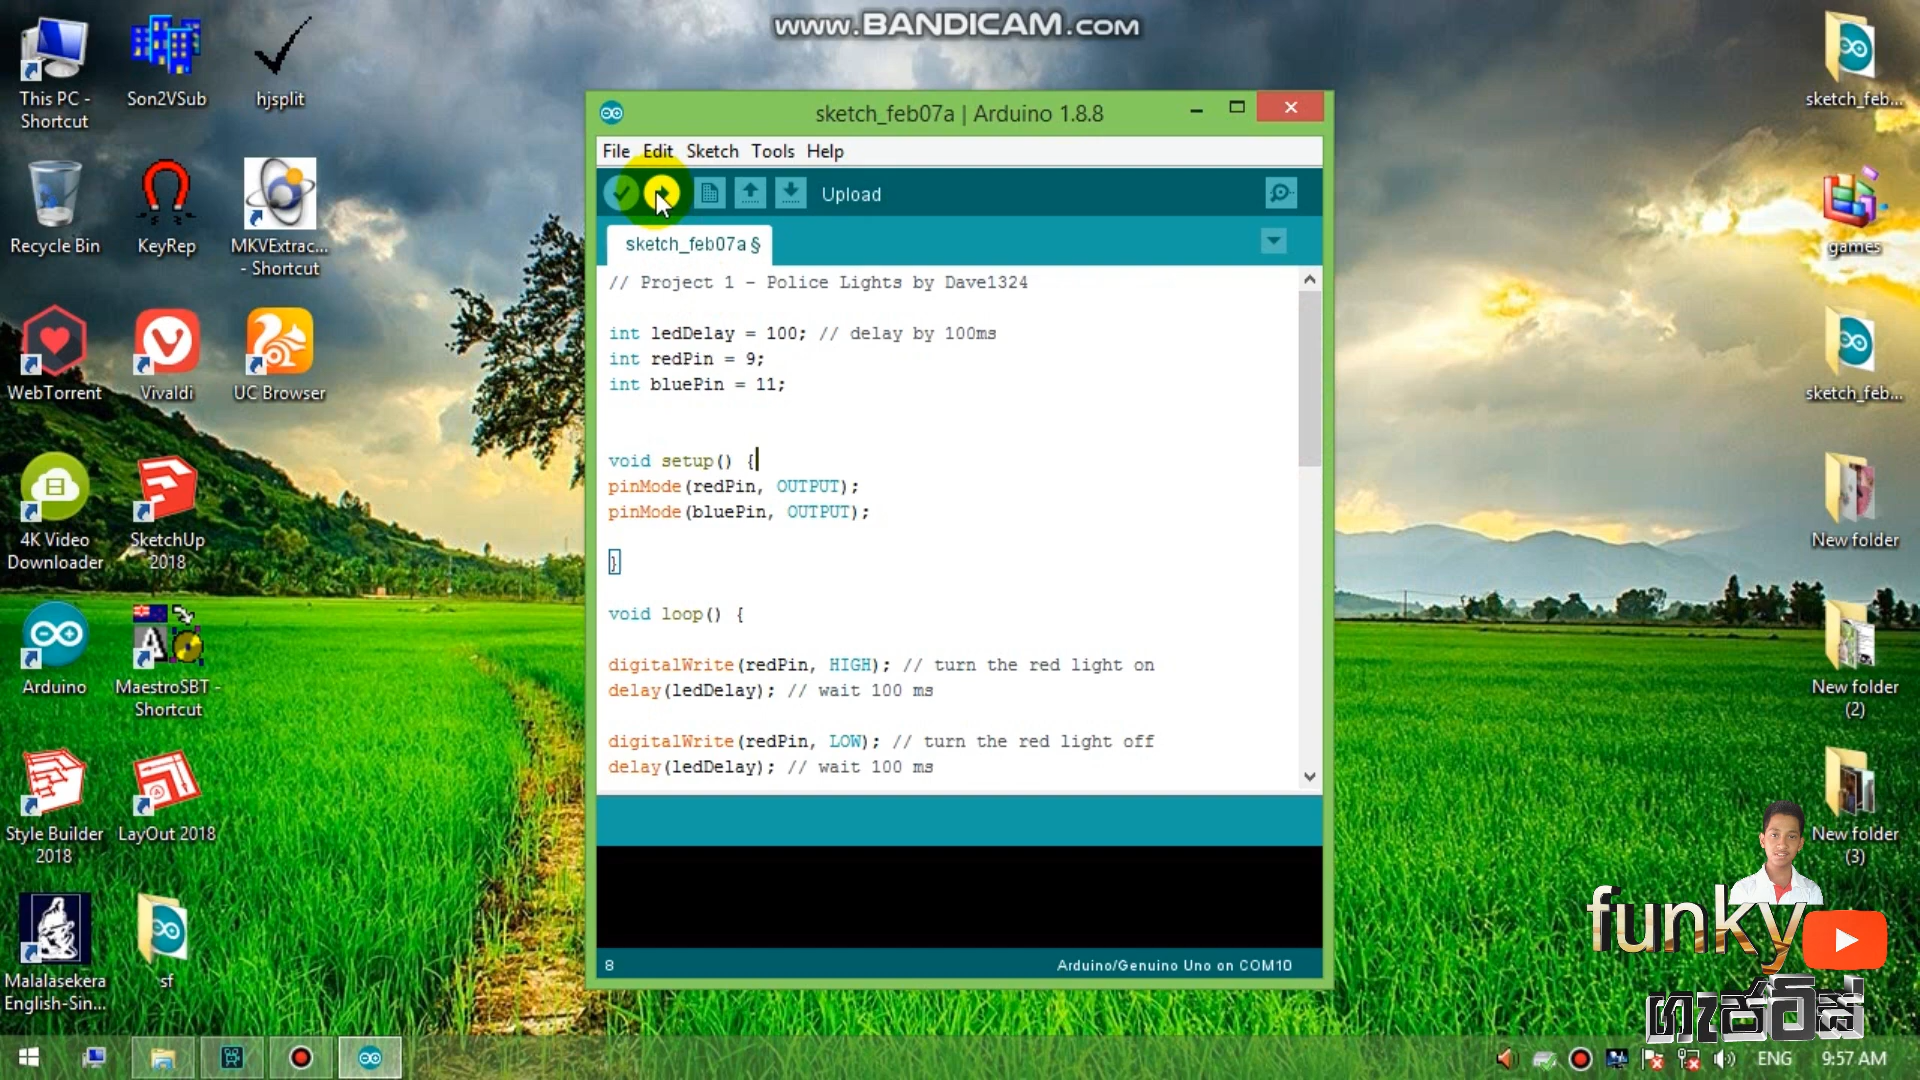 www.BANDICAM.com
This PC -
Shortcut
Son2VSub
hjsplit
Recycle Bin
KeyRep
MKVExtrac...
- Shortcut
WebTorrent
Vivaldi
UC Browser
4K Video
Downloader
SketchUp
2018
Arduino
MaestroSBT -
Shortcut
Style Builder
2018
LayOut 2018
Malalasekera
English-Sin...
sf
sketch_feb07a | Arduino 1.8.8
File Edit Sketch Tools Help
Upload
sketch_feb07a §
// Project 1 - Police Lights by Dave1324
int ledDelay = 100; // delay by 100ms
int redPin = 9;
int bluePin = 11;
void setup() {
pinMode(redPin, OUTPUT);
pinMode(bluePin, OUTPUT);
}
void loop() {
digitalWrite(redPin, HIGH); // turn the red light on
delay(ledDelay); // wait 100 ms
digitalWrite(redPin, LOW); // turn the red light off
delay(ledDelay); // wait 100 ms
8
Arduino/Genuino Uno on COM10
sketch_feb...
games
sketch_feb...
New folder
New folder
(2)
New folder
(3)
funky
ගැජටිස්
ENG
9:57 AM